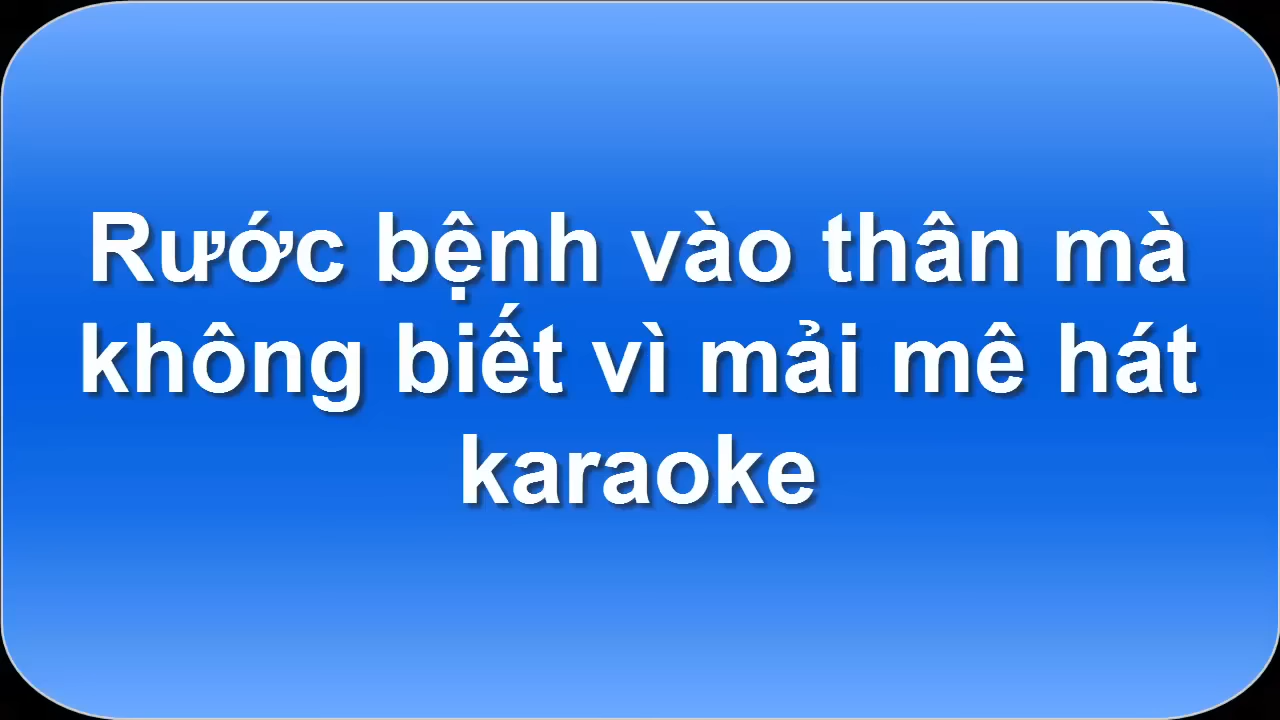 Rước bệnh vào thân mà
không biết vì mải mê hát
karaoke